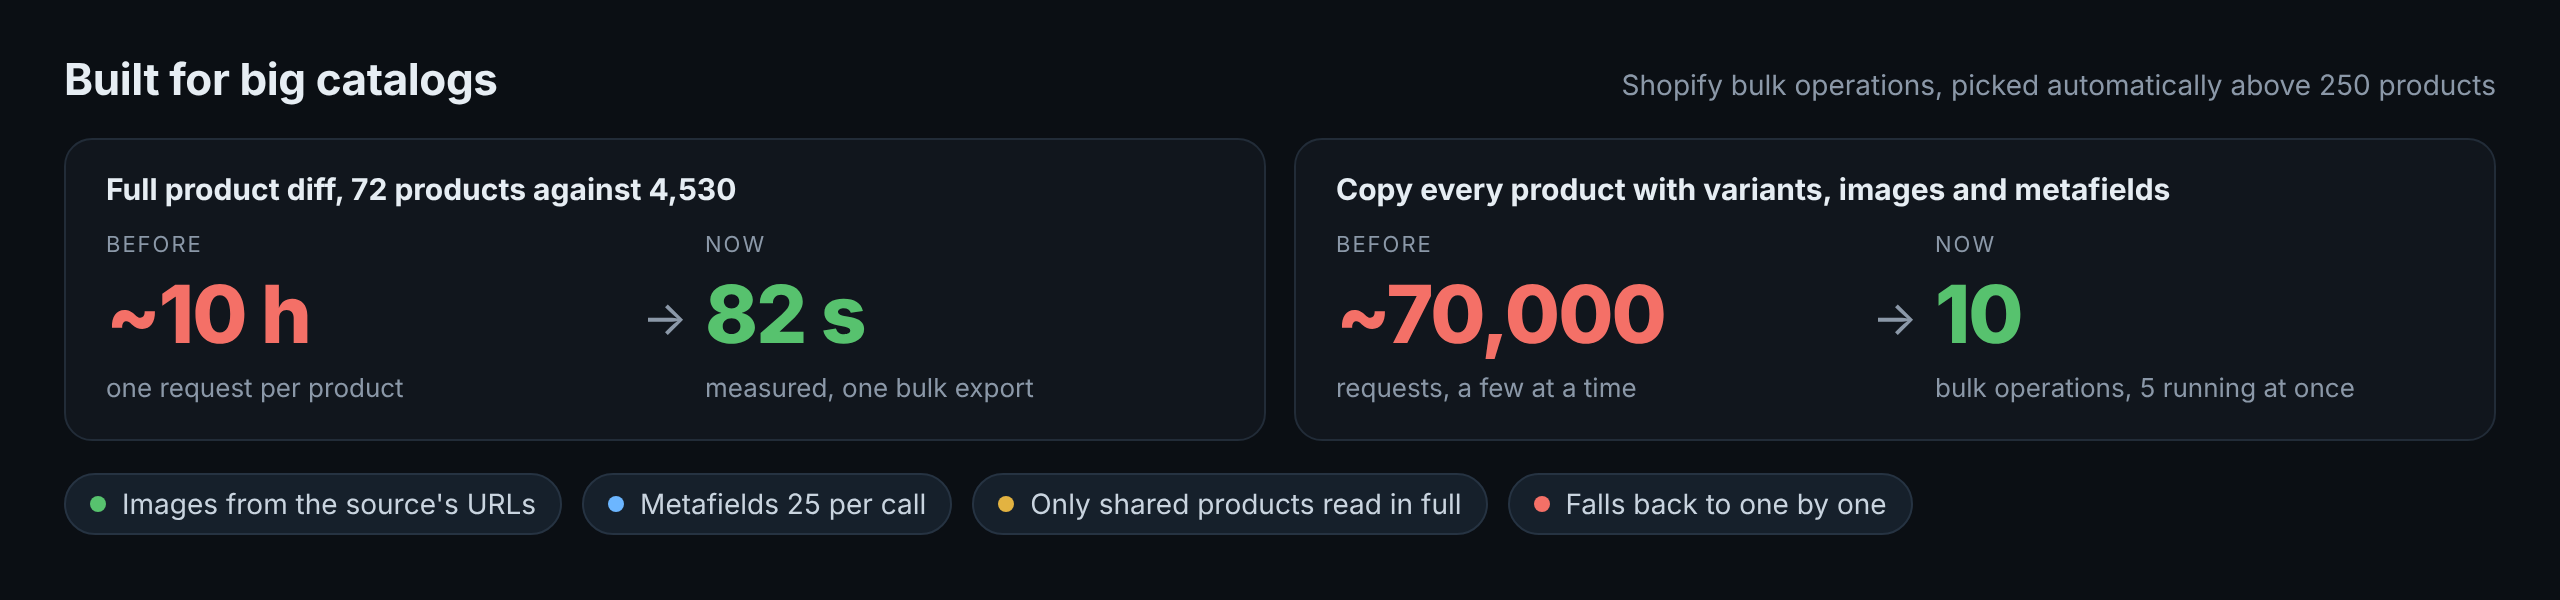 Built for big catalogs
Shopify bulk operations, picked automatically above 250 products
Full product diff, 72 products against 4,530
BEFORE
~10 h
one request per product
→
NOW
82 s
measured, one bulk export
Copy every product with variants, images and metafields
BEFORE
~70,000
requests, a few at a time
→
NOW
10
bulk operations, 5 running at once
Images from the source's URLs
Metafields 25 per call
Only shared products read in full
Falls back to one by one